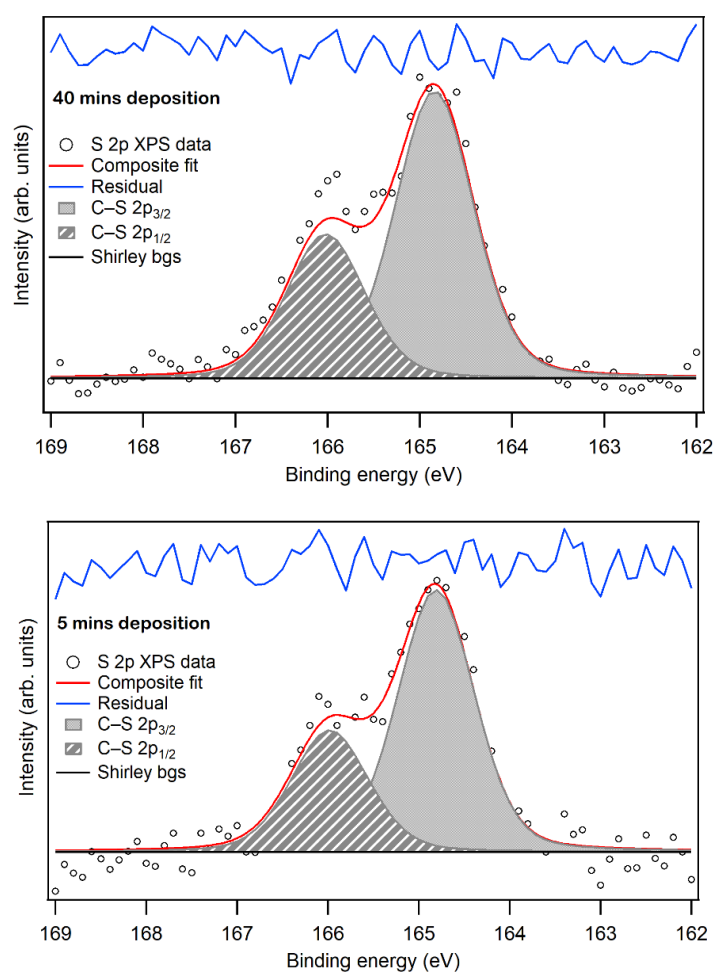 40 mins deposition
S 2p XPS data
Composite fit
Residual
C–S 2p3/2
C–S 2p1/2
Shirley bgs
Intensity (arb. units)
169 168 167 166 165 164 163 162
Binding energy (eV)
5 mins deposition
S 2p XPS data
Composite fit
Residual
C–S 2p3/2
C–S 2p1/2
Shirley bgs
Intensity (arb. units)
169 168 167 166 165 164 163 162
Binding energy (eV)